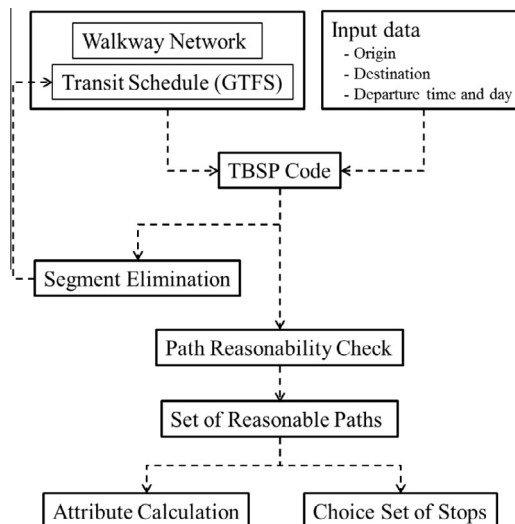 Walkway Network
Transit Schedule (GTFS)
Input data
- Origin
- Destination
- Departure time and day
TBSP Code
Segment Elimination
Path Reasonability Check
Set of Reasonable Paths
Attribute Calculation
Choice Set of Stops